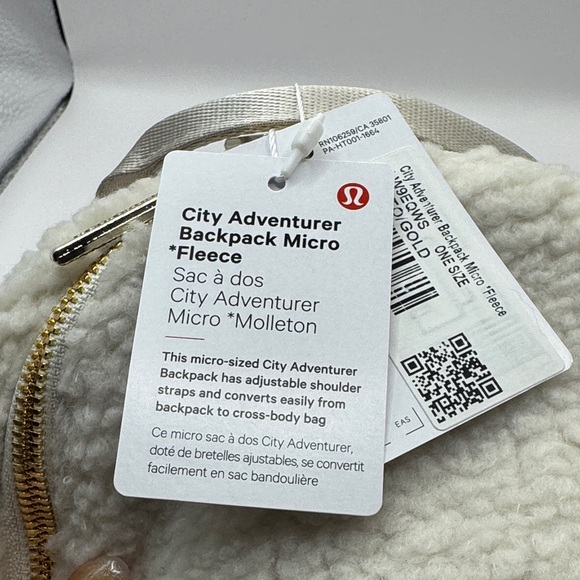 City Adventurer
Backpack Micro
*Fleece
Sac à dos
City Adventurer
Micro *Molleton
This micro-sized City Adventurer
Backpack has adjustable shoulder
straps and converts easily from
backpack to cross-body bag
Ce micro sac à dos City Adventurer,
doté de bretelles ajustables, se convertit
facilement en sac bandoulière
RN106259/CA 35801
PA-HT001-1664
City Adventurer Backpack Micro *Fleece
W9EQWS
ONE SIZE
/GOLD
EAS